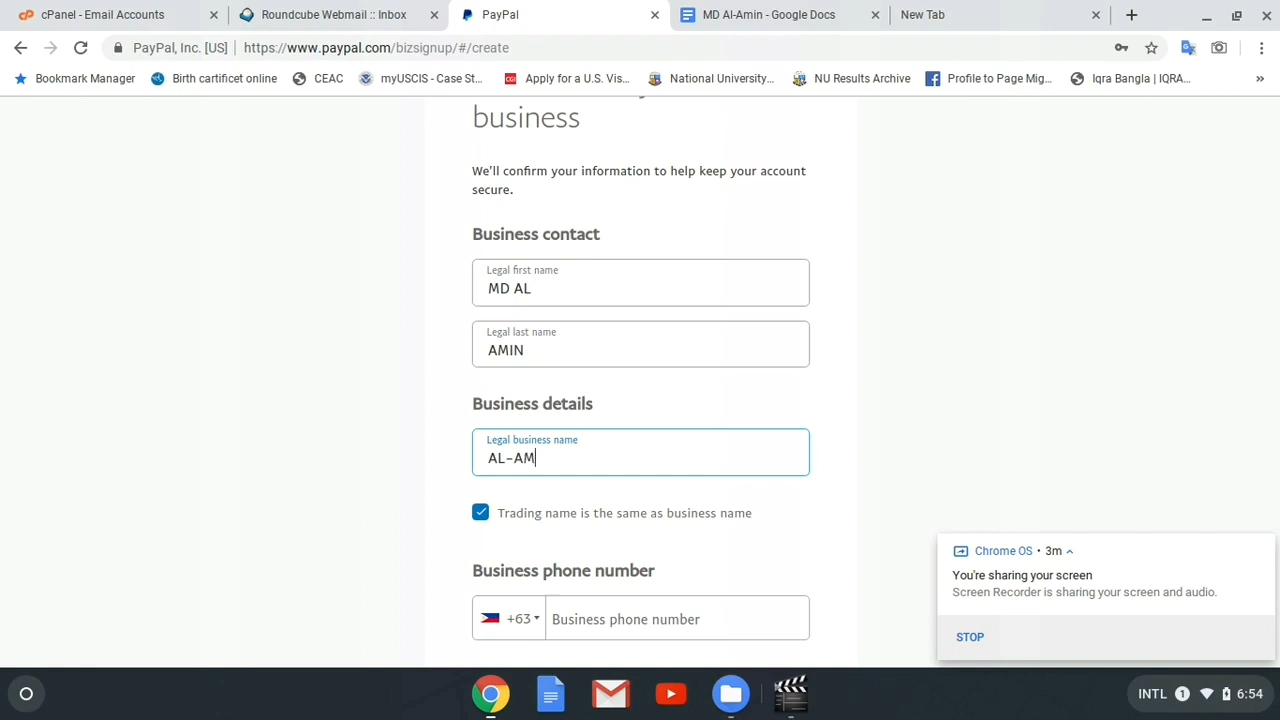 cPanel - Email Accounts
Roundcube Webmail :: Inbox
PayPal
MD Al-Amin - Google Docs
New Tab
PayPal, Inc. [US]
https://www.paypal.com/bizsignup/#/create
Bookmark Manager
Birth certificet online
CEAC
myUSCIS - Case St...
CGI
Apply for a U.S. Vis...
National University...
NU Results Archive
Profile to Page Mig...
Iqra Bangla | IQRA...
business
We'll confirm your information to help keep your account
secure.
Business contact
Legal first name
MD AL
Legal last name
AMIN
Business details
Legal business name
AL-AM
Trading name is the same as business name
Business phone number
+63
Business phone number
Chrome OS • 3m
You're sharing your screen
Screen Recorder is sharing your screen and audio.
STOP
INTL
1
6:54